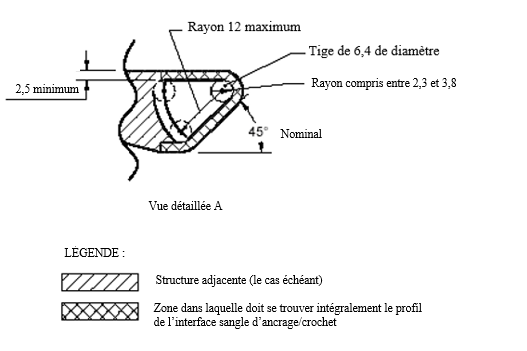 Rayon 12 maximum
Tige de 6,4 de diamètre
2,5 minimum
Rayon compris entre 2,3 et 3,8
45°
Nominal
Vue détaillée A
LÉGENDE :
Structure adjacente (le cas échéant)
Zone dans laquelle doit se trouver intégralement le profil
de l’interface sangle d’ancrage/crochet